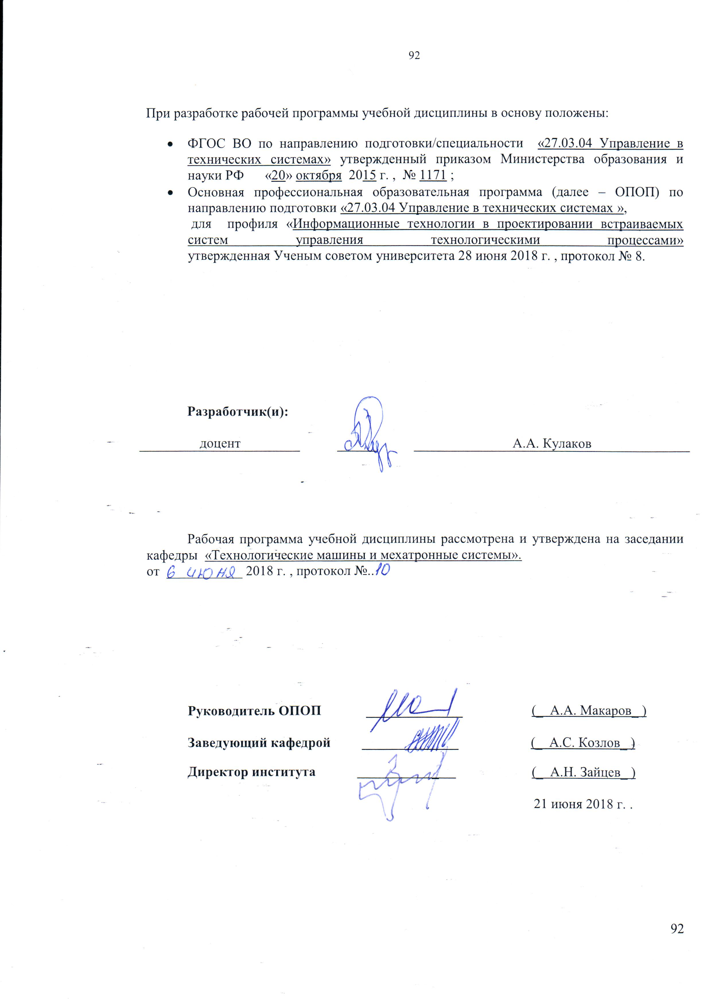 92
При разработке рабочей программы учебной дисциплины в основу положены:
• ФГОС ВО по направлению подготовки/специальности «27.03.04 Управление в
технических системах» утвержденный приказом Министерства образования и
науки РФ «20» октября 2015 г. , № 1171 ;
• Основная профессиональная образовательная программа (далее – ОПОП) по
направлению подготовки «27.03.04 Управление в технических системах »,
для профиля «Информационные технологии в проектировании встраиваемых
систем управления технологическими процессами»
утвержденная Ученым советом университета 28 июня 2018 г. , протокол № 8.
Разработчик(и):
доцент А.А. Кулаков
Рабочая программа учебной дисциплины рассмотрена и утверждена на заседании
кафедры «Технологические машины и мехатронные системы».
от 6 июня 2018 г. , протокол №..10
Руководитель ОПОП (_ А.А. Макаров_ )
Заведующий кафедрой (_ А.С. Козлов_ )
Директор института (_ А.Н. Зайцев_ )
21 июня 2018 г. .
92